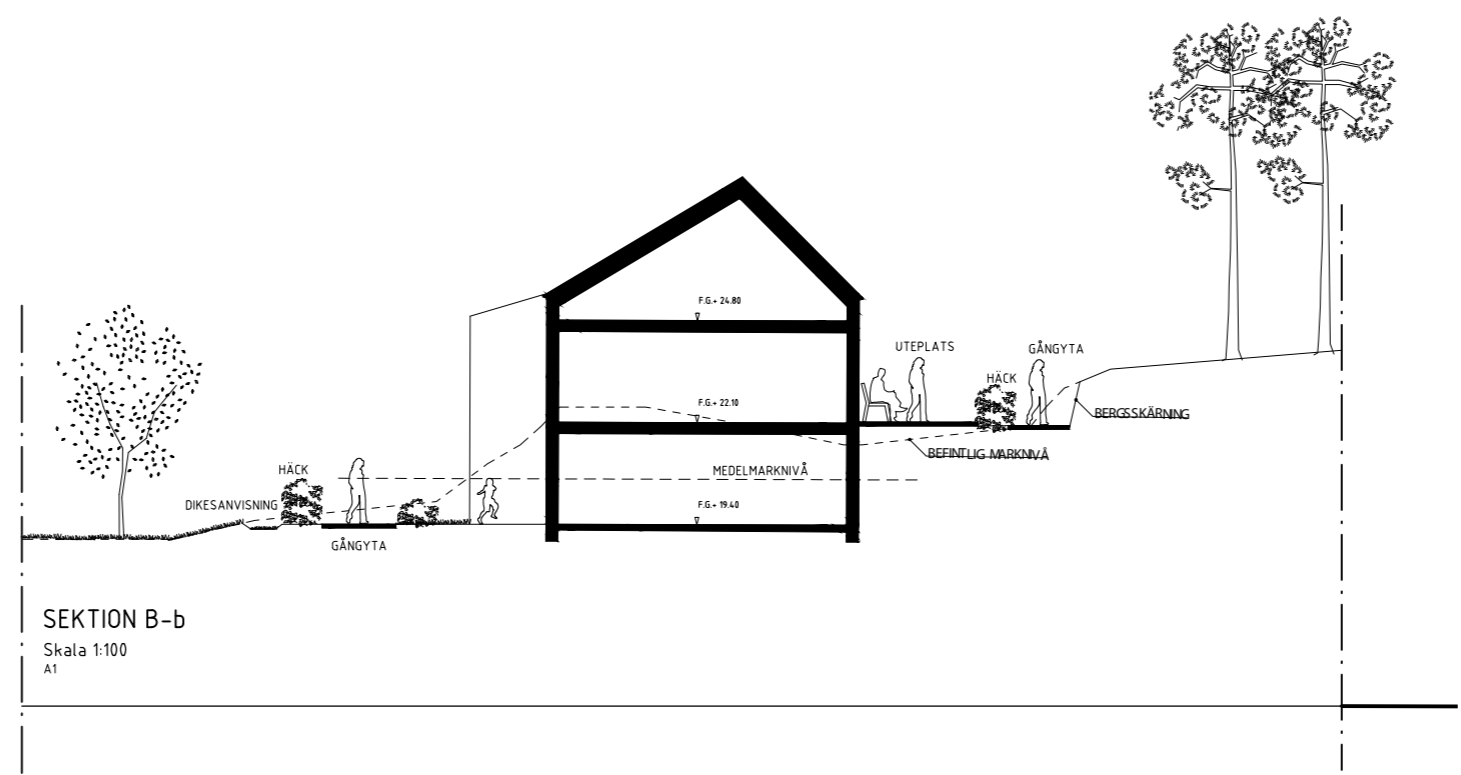 F.G.+ 24.80
UTEPLATS
GÅNGYTA
HÄCK
F.G.+ 22.10
BERGSSKÄRNING
BEFINTLIG MARKNIVÅ
HÄCK
MEDELMARKNIVÅ
DIKESANVISNING
F.G.+ 19.40
GÅNGYTA
SEKTION B-b
Skala 1:100
A1